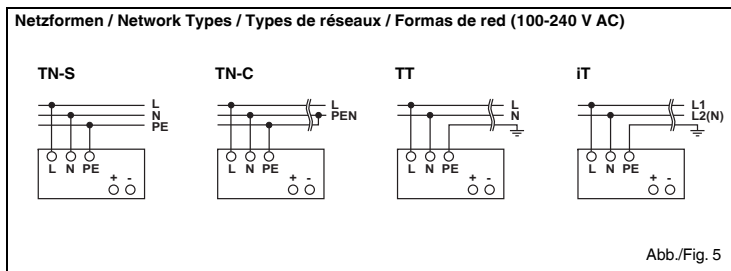 Netzformen / Network Types / Types de réseaux / Formas de red (100-240 V AC)
TN-S
L
N
PE
L N PE
+ -
TN-C
L
PEN
L N PE
+ -
TT
L
N
L N PE
+ -
iT
L1
L2(N)
L N PE
+ -
Abb./Fig. 5